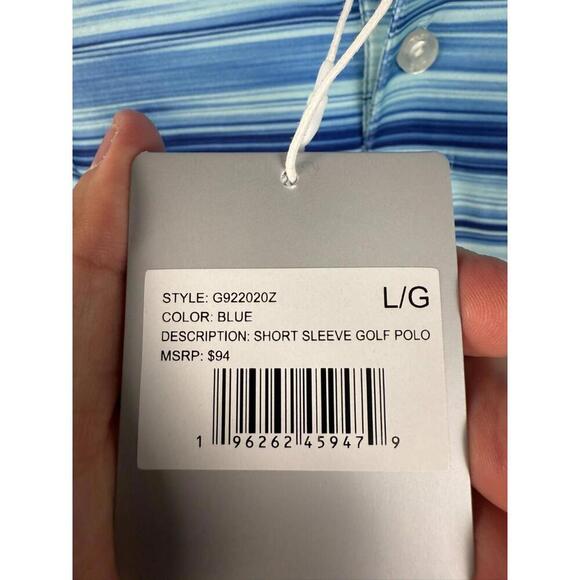 STYLE: G922020Z
L/G
COLOR: BLUE
DESCRIPTION: SHORT SLEEVE GOLF POLO
MSRP: $94
1 96262 45947 9